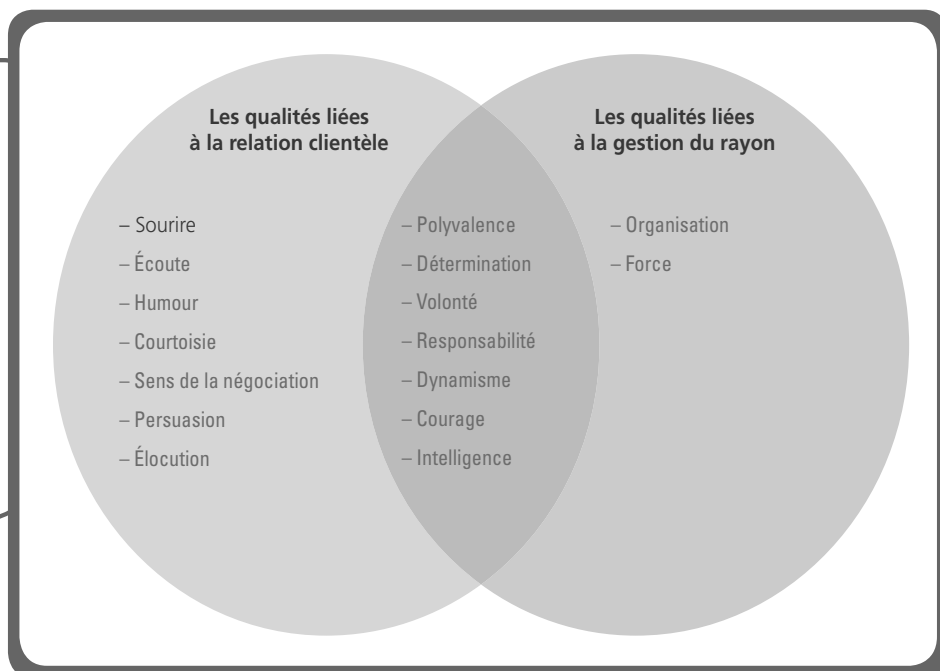 Les qualités liées
à la relation clientèle
– Sourire
– Écoute
– Humour
– Courtoisie
– Sens de la négociation
– Persuasion
– Élocution
– Polyvalence
– Détermination
– Volonté
– Responsabilité
– Dynamisme
– Courage
– Intelligence
Les qualités liées
à la gestion du rayon
– Organisation
– Force